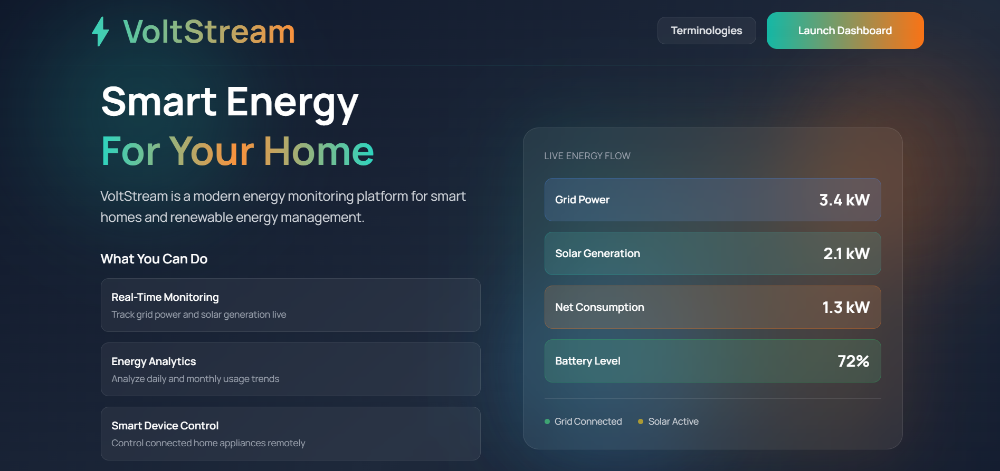 VoltStream
Terminologies
Launch Dashboard
Smart Energy
For Your Home
VoltStream is a modern energy monitoring platform for smart
homes and renewable energy management.
What You Can Do
Real-Time Monitoring
Track grid power and solar generation live
Energy Analytics
Analyze daily and monthly usage trends
Smart Device Control
Control connected home appliances remotely
LIVE ENERGY FLOW
Grid Power 3.4 kW
Solar Generation 2.1 kW
Net Consumption 1.3 kW
Battery Level 72%
Grid Connected Solar Active